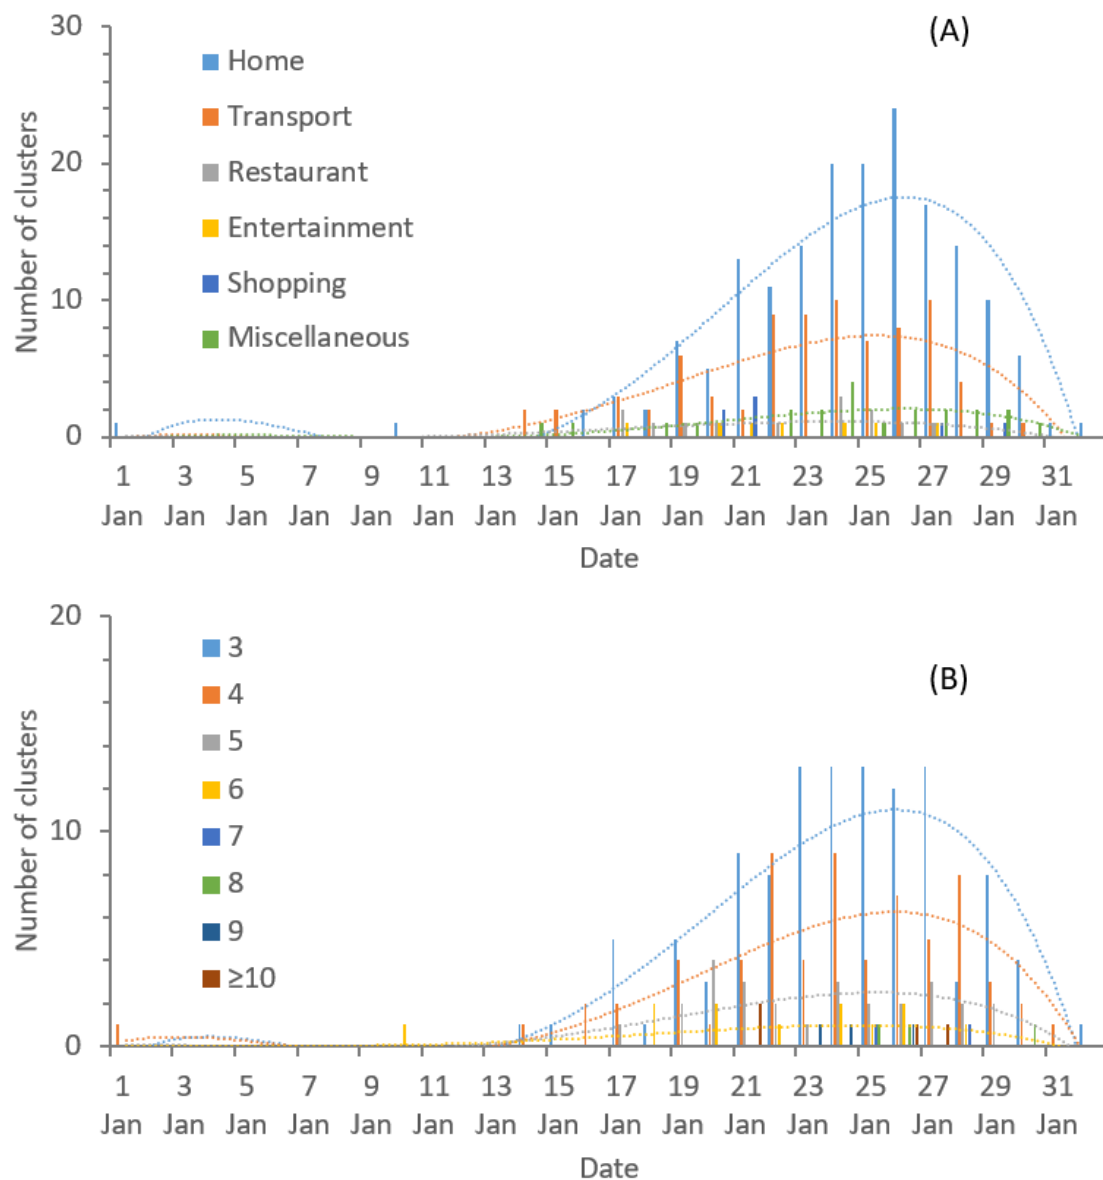 30
(A)
Home
Transport
Restaurant
Entertainment
Shopping
Miscellaneous
Number of clusters
20
10
0
1 3 5 7 9 11 13 15 17 19 21 23 25 27 29 31
Jan Jan Jan Jan Jan Jan Jan Jan Jan Jan Jan Jan Jan Jan Jan Jan
Date
20
3
(B)
4
5
6
7
8
9
≥10
Number of clusters
10
0
1 3 5 7 9 11 13 15 17 19 21 23 25 27 29 31
Jan Jan Jan Jan Jan Jan Jan Jan Jan Jan Jan Jan Jan Jan Jan Jan
Date